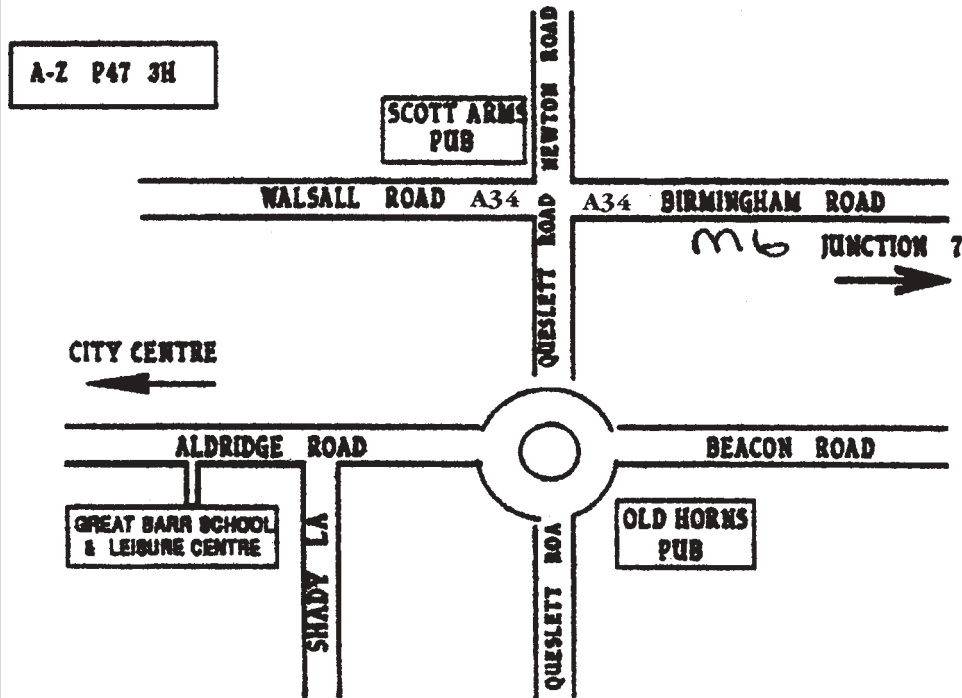 NEWTON ROAD
A-Z P47 3H
SCOTT ARMS
PUB
WALSALL ROAD A34
A34 BIRMINGHAM ROAD
QUESLETT ROAD
M6 JUNCTION 7
CITY CENTRE
ALDRIDGE ROAD
BEACON ROAD
GREAT BARR SCHOOL
& LEISURE CENTRE
SHADY LA
QUESLETT ROA
OLD HORNS
PUB